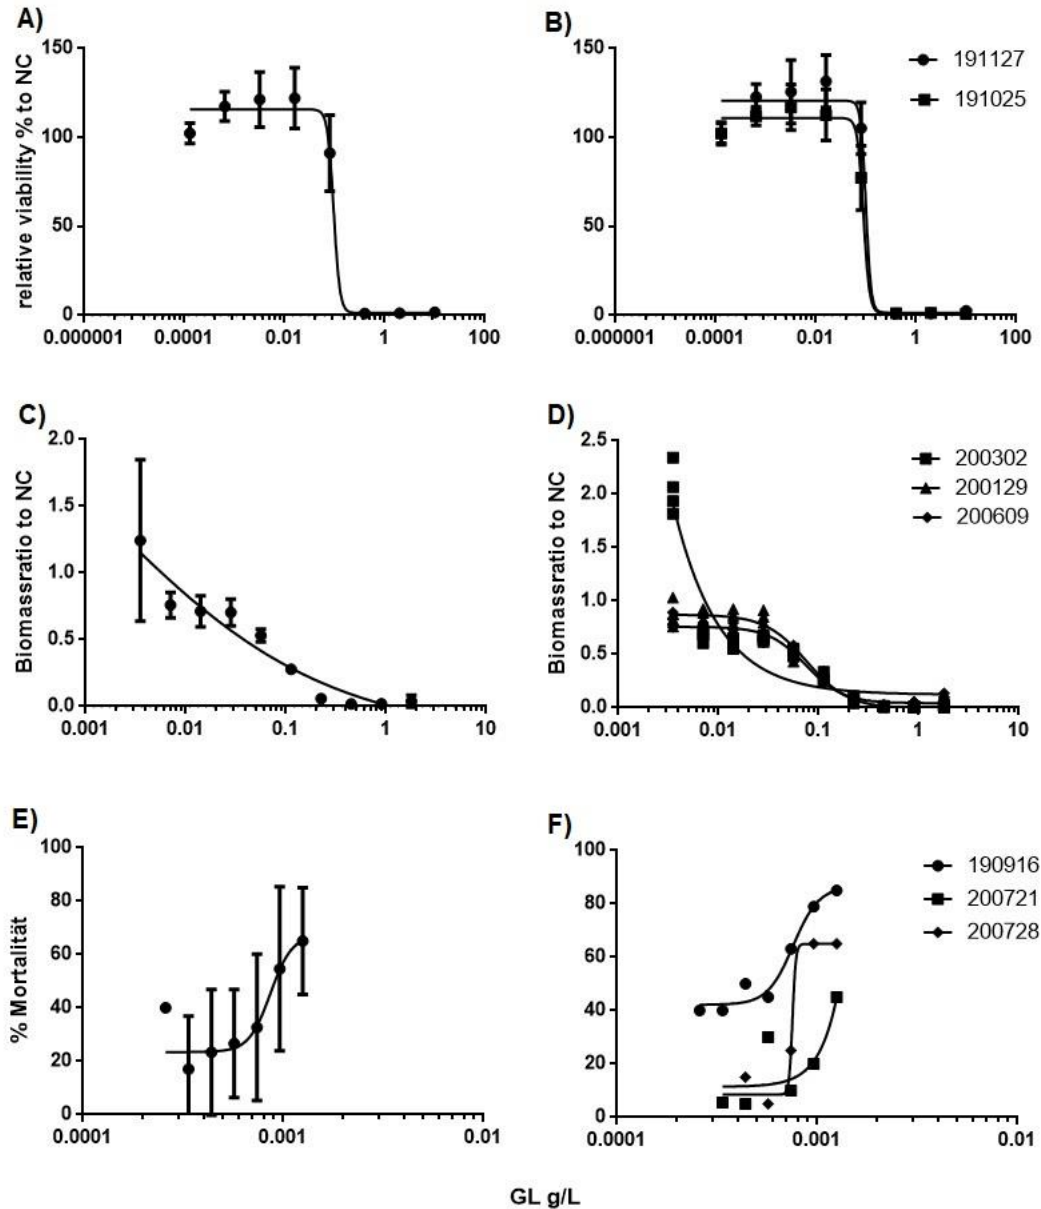 A)
relative viability % to NC
150
100
50
0
0.000001 0.0001 0.01 1 100
B)
191127
191025
150
100
50
0
0.000001 0.0001 0.01 1 100
C)
Biomassratio to NC
2.0
1.5
1.0
0.5
0.0
0.001 0.01 0.1 1 10
D)
200302
200129
200609
Biomassratio to NC
2.5
2.0
1.5
1.0
0.5
0.0
0.001 0.01 0.1 1 10
E)
% Mortalität
100
80
60
40
20
0
0.0001 0.001 0.01
F)
190916
200721
200728
100
80
60
40
20
0
0.0001 0.001 0.01
GL g/L